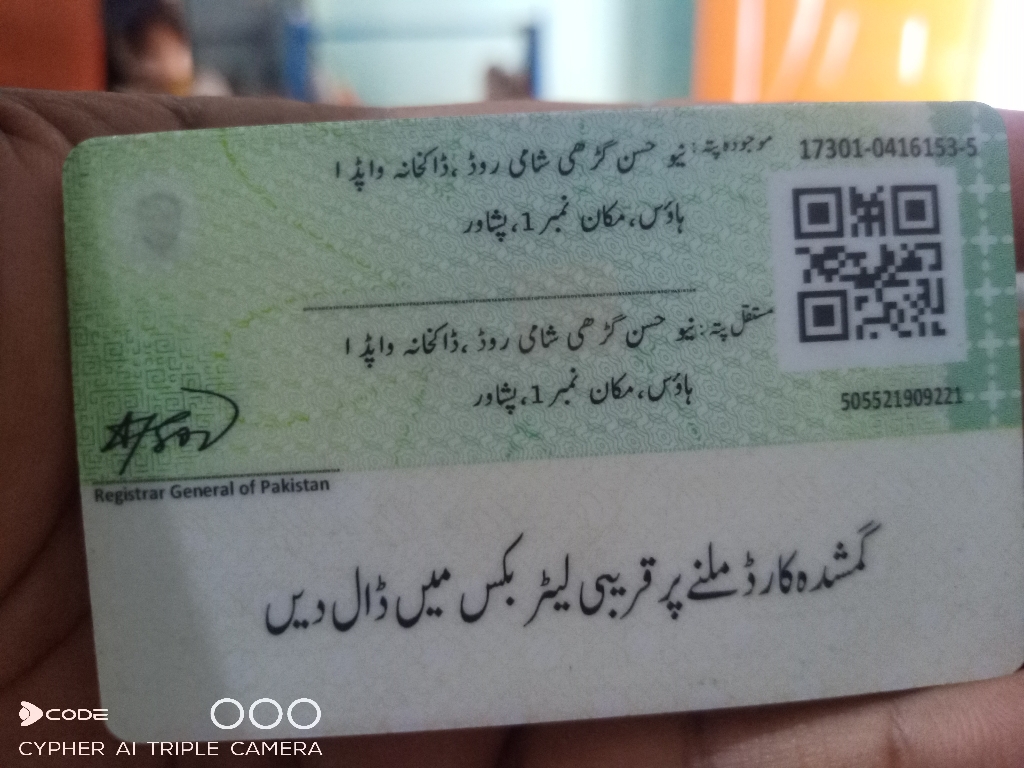 17301-0416153-5
موجودہ پتہ: نیو حسن گڑھی شامی روڈ ،ڈاکخانہ واپڈا
ہاؤس، مکان نمبر 1، پشاور
مستقل پتہ: نیو حسن گڑھی شامی روڈ ،ڈاکخانہ واپڈا
ہاؤس، مکان نمبر 1، پشاور
505521909221
Registrar General of Pakistan
گمشدہ کارڈ ملنے پر قریبی لیٹر بکس میں ڈال دیں
CODE
CYPHER AI TRIPLE CAMERA